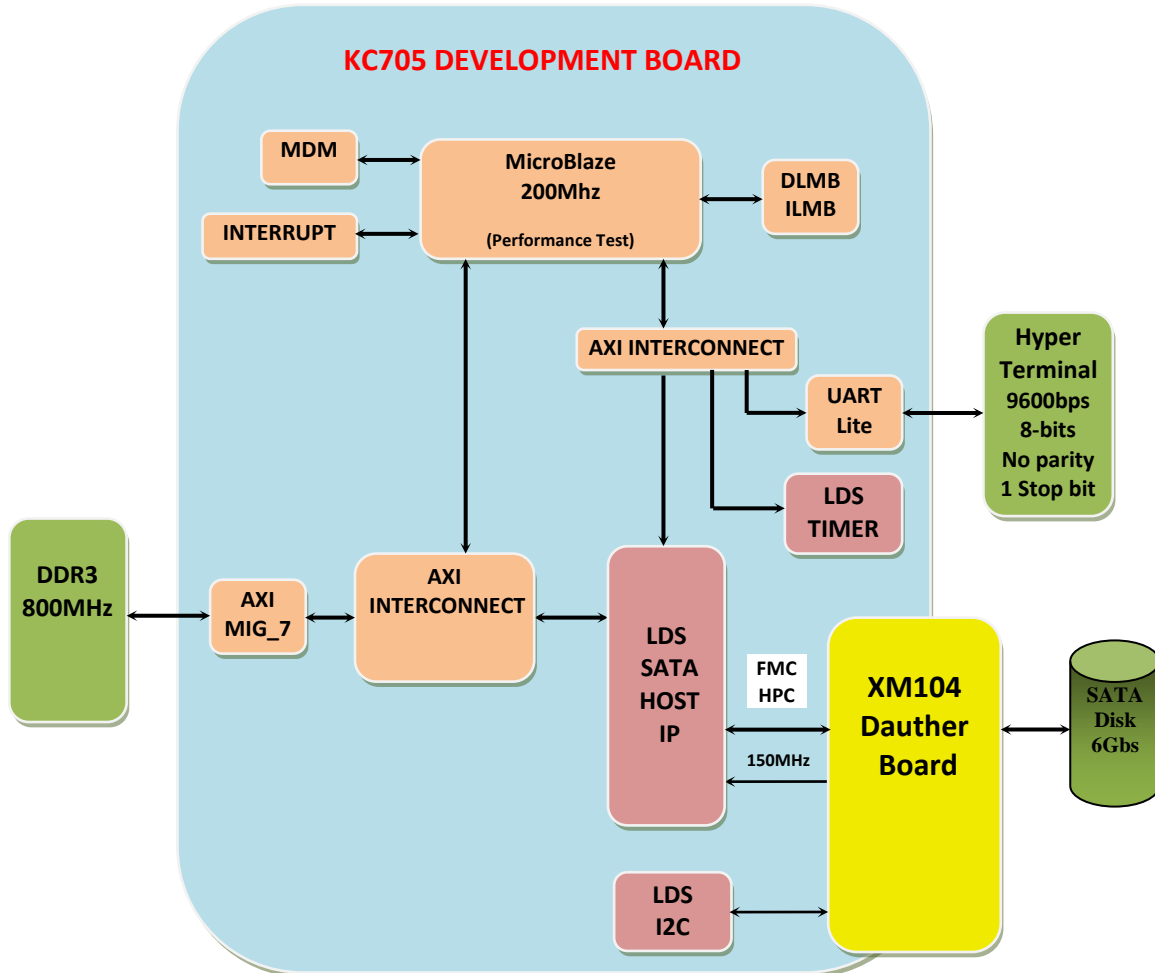 KC705 DEVELOPMENT BOARD
MDM
MicroBlaze
200Mhz
(Performance Test)
DLMB
ILMB
INTERRUPT
AXI INTERCONNECT
Hyper
Terminal
9600bps
8-bits
No parity
1 Stop bit
UART
Lite
LDS
TIMER
DDR3
800MHz
AXI
MIG_7
AXI
INTERCONNECT
LDS
SATA
HOST
IP
FMC
HPC
150MHz
XM104
Dauther
Board
SATA
Disk
6Gbs
LDS
I2C